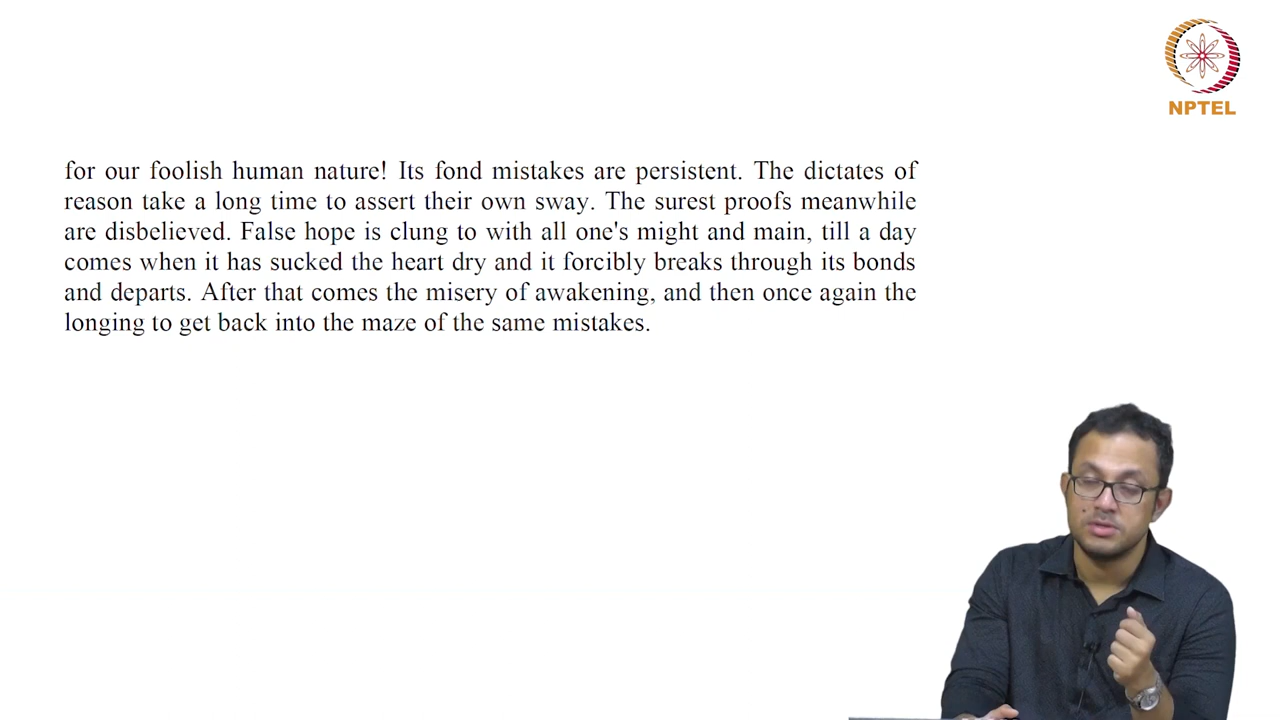 NPTEL
for our foolish human nature! Its fond mistakes are persistent. The dictates of
reason take a long time to assert their own sway. The surest proofs meanwhile
are disbelieved. False hope is clung to with all one's might and main, till a day
comes when it has sucked the heart dry and it forcibly breaks through its bonds
and departs. After that comes the misery of awakening, and then once again the
longing to get back into the maze of the same mistakes.